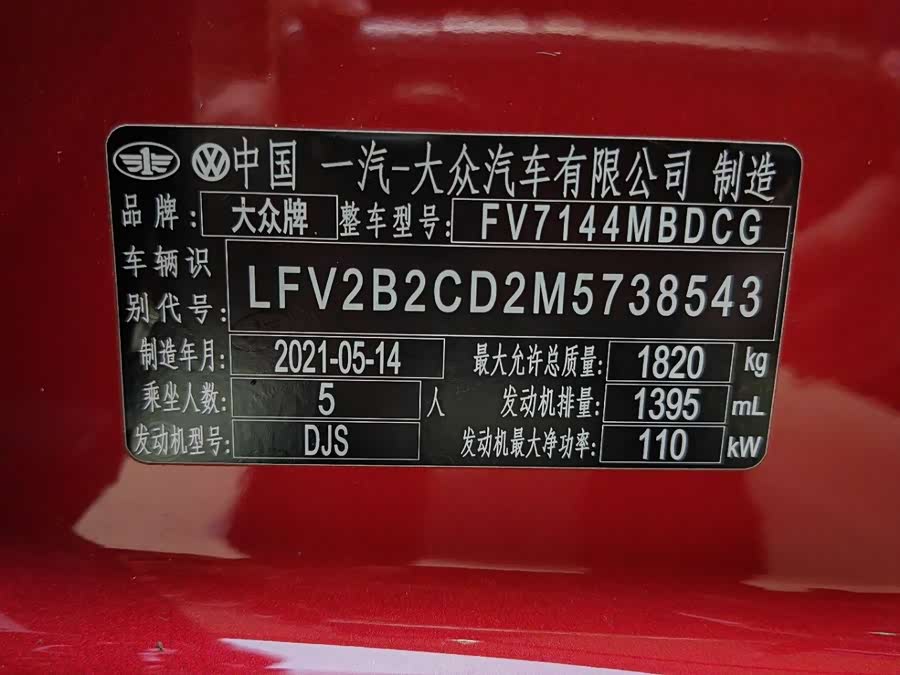 中国 一汽-大众汽车有限公司 制造
品牌: 大众牌 整车型号: FV7144MBDCG
车辆识别代号: LFV2B2CD2M5738543
制造年月: 2021-05-14 最大允许总质量: 1820 kg
乘坐人数: 5 人 发动机排量: 1395 mL
发动机型号: DJS 发动机最大净功率: 110 kW